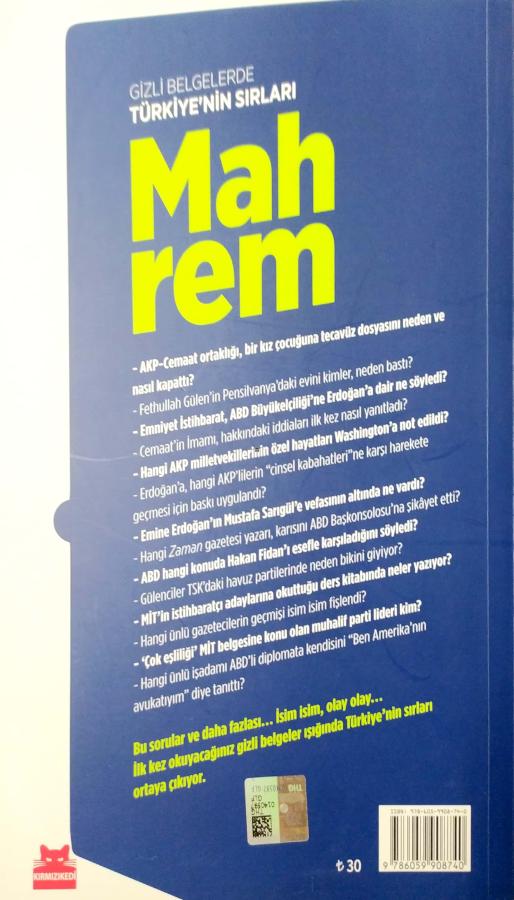 GİZLİ BELGELERDE
TÜRKİYE'NİN SIRLARI
Mah
rem
- AKP-Cemaat ortaklığı, bir kız çocuğuna tecavüz dosyasını neden ve
nasıl kapattı?
- Fethullah Gülen'in Pensilvanya'daki evini kimler, neden bastı?
- Emniyet İstihbarat, ABD Büyükelçiliği'ne Erdoğan'a dair ne söyledi?
- Cemaat'in İmamı, hakkındaki iddiaları ilk kez nasıl yanıtladı?
- Hangi AKP milletvekillerinin özel hayatları Washington'a not edildi?
- Erdoğan'a, hangi AKP'lilerin "cinsel kabahatleri"ne karşı harekete
geçmesi için baskı uygulandı?
- Emine Erdoğan'ın Mustafa Sarıgül'e vefasının altında ne vardı?
- Hangi Zaman gazetesi yazarı, karısını ABD Başkonsolosu'na şikâyet etti?
- ABD hangi konuda Hakan Fidan'ı esefle karşıladığını söyledi?
- Gülenciler TSK'daki havuz partilerinde neden bikini giyiyor?
- MİT'in istihbaratçı adaylarına okuttuğu ders kitabında neler yazıyor?
- Hangi ünlü gazetecilerin geçmişi isim isim fişlendi?
- 'Çok eşliliği' MİT belgesine konu olan muhalif parti lideri kim?
- Hangi ünlü işadamı ABD'li diplomata kendisini "Ben Amerika'nın
avukatıyım" diye tanıttı?
Bu sorular ve daha fazlası... İsim isim, olay olay...
İlk kez okuyacağınız gizli belgeler ışığında Türkiye'nin sırları
ortaya çıkıyor.
THG
GLF
₺ 30
9 786059 908740
KIRMIZIKEDİ